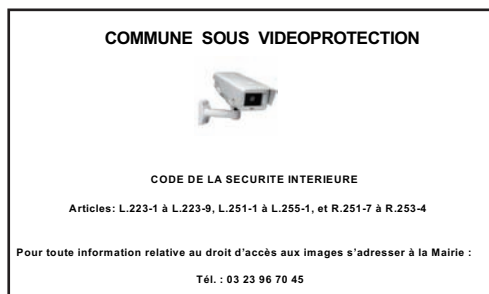 COMMUNE SOUS VIDEOPROTECTION
CODE DE LA SECURITE INTERIEURE
Articles: L.223-1 à L.223-9, L.251-1 à L.255-1, et R.251-7 à R.253-4
Pour toute information relative au droit d'accès aux images s'adresser à la Mairie :
Tél. : 03 23 96 70 45